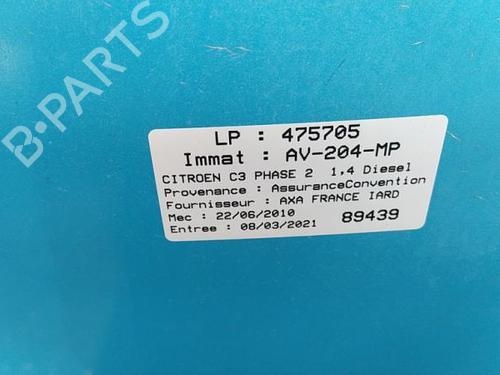 LP : 475705
Immat : AV-204-MP
CITROEN C3 PHASE 2 1,4 Diesel
Provenance : AssuranceConvention
Fournisseur : AXA FRANCE IARD
Mec : 22/06/2010 89439
Entree : 08/03/2021
B-PARTS